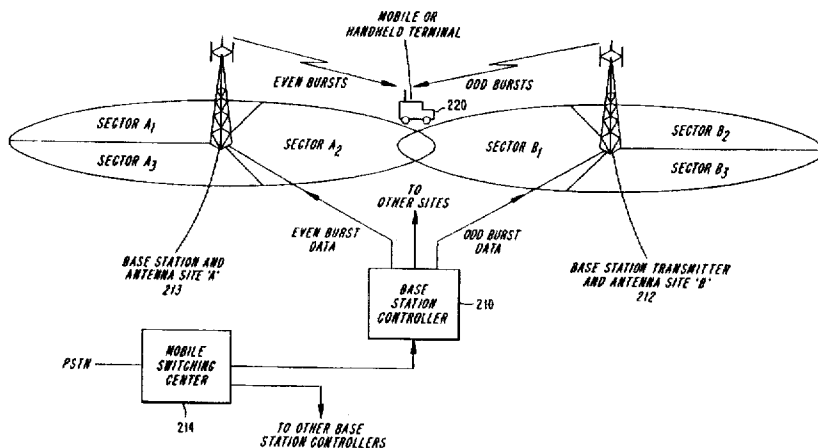 MOBILE OR
HANDHELD TERMINAL
EVEN BURSTS
ODD BURSTS
220
SECTOR A1
SECTOR A2
SECTOR A3
SECTOR B1
SECTOR B2
SECTOR B3
TO
OTHER SITES
EVEN BURST
DATA
ODD BURST
DATA
BASE STATION AND
ANTENNA SITE 'A'
213
BASE STATION TRANSMITTER
AND ANTENNA SITE 'B'
212
BASE
STATION
CONTROLLER
210
PSTN
MOBILE
SWITCHING
CENTER
214
TO OTHER BASE
STATION CONTROLLERS